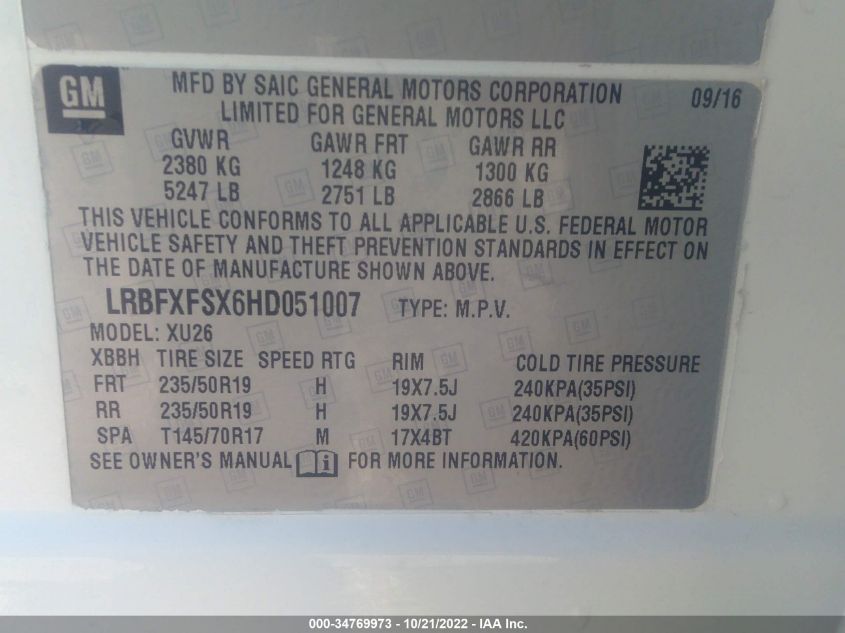 GM
MFD BY SAIC GENERAL MOTORS CORPORATION 09/16
LIMITED FOR GENERAL MOTORS LLC
GVWR GAWR FRT GAWR RR
2380 KG 1248 KG 1300 KG
5247 LB 2751 LB 2866 LB
THIS VEHICLE CONFORMS TO ALL APPLICABLE U.S. FEDERAL MOTOR
VEHICLE SAFETY AND THEFT PREVENTION STANDARDS IN EFFECT ON
THE DATE OF MANUFACTURE SHOWN ABOVE.
LRBFXFSX6HD051007 TYPE: M.P.V.
MODEL: XU26
XBBH TIRE SIZE SPEED RTG RIM COLD TIRE PRESSURE
FRT 235/50R19 H 19X7.5J 240KPA(35PSI)
RR 235/50R19 H 19X7.5J 240KPA(35PSI)
SPA T145/70R17 M 17X4BT 420KPA(60PSI)
SEE OWNER'S MANUAL i FOR MORE INFORMATION.
000-34769973 - 10/21/2022 - IAA Inc.